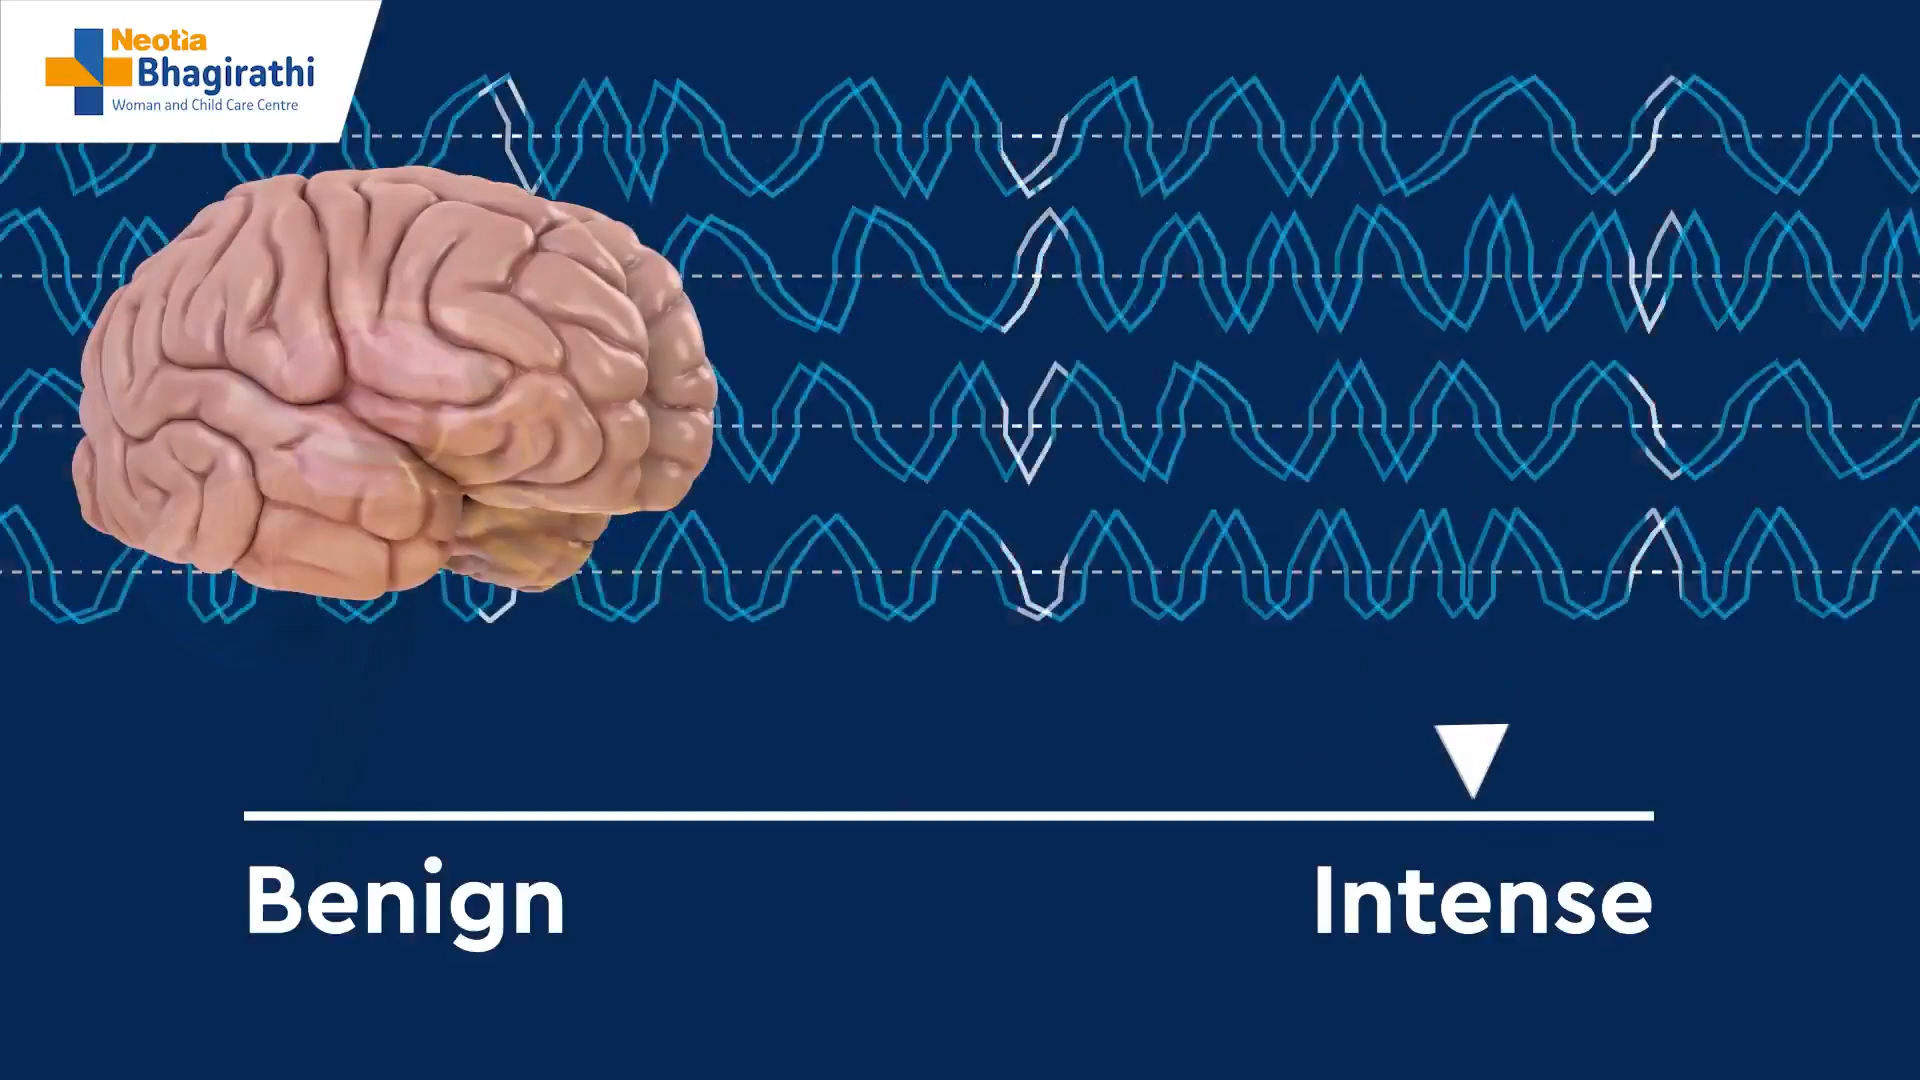 Neotia
Bhagirathi
Woman and Child Care Centre
Benign
Intense